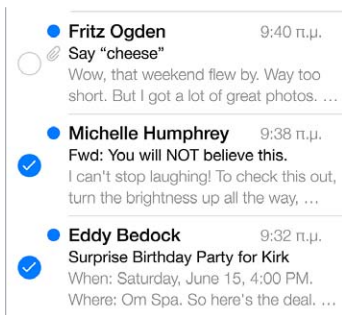 Fritz Ogden 9:40 π.μ.
Say “cheese”
Wow, that weekend flew by. Way too
short. But I got a lot of great photos. …
Michelle Humphrey 9:38 π.μ.
Fwd: You will NOT believe this.
I can't stop laughing! To check this out,
turn the brightness up all the way, …
Eddy Bedock 9:32 π.μ.
Surprise Birthday Party for Kirk
When: Saturday, June 15, 4:00 PM.
Where: Om Spa. So here's the deal. …